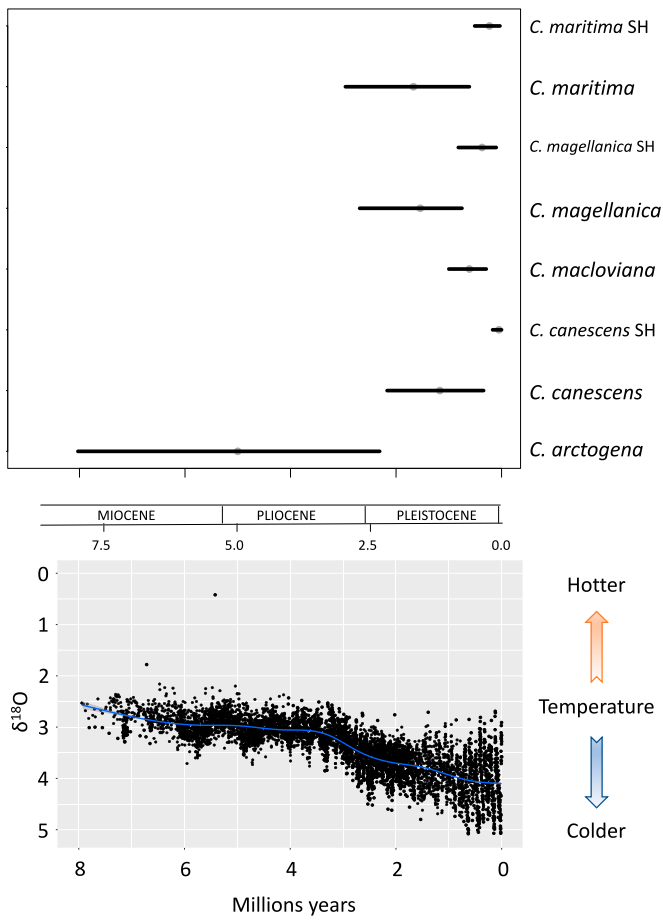 C. maritima SH
C. maritima
C. magellanica SH
C. magellanica
C. macloviana
C. canescens SH
C. canescens
C. arctogena
MIOCENE PLIOCENE PLEISTOCENE
7.5 5.0 2.5 0.0
0
1
2
3
4
5
δ¹⁸O
Hotter
Temperature
Colder
8 6 4 2 0
Millions years